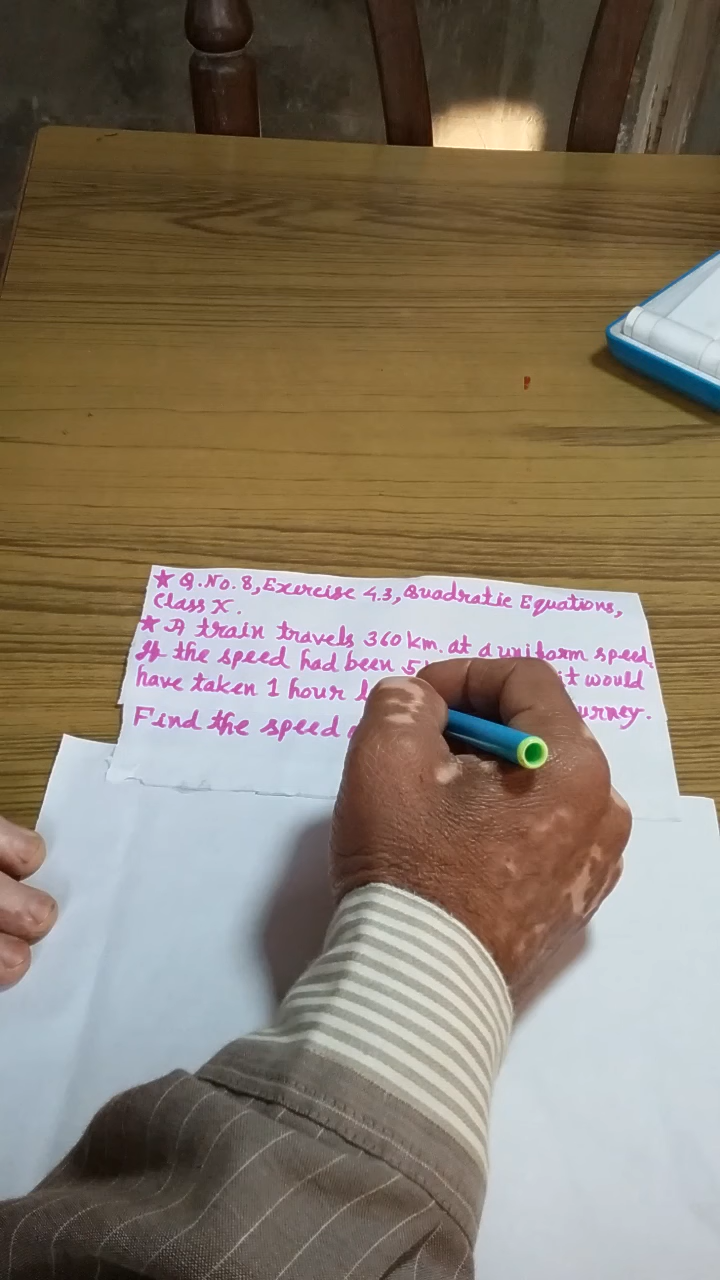 ★ Q.No. 8, Exercise 4.3, Quadratic Equations,
Class X.
★ A train travels 360 km. at a uniform speed.
If the speed had been 5 it would
have taken 1 hour
Find the speed